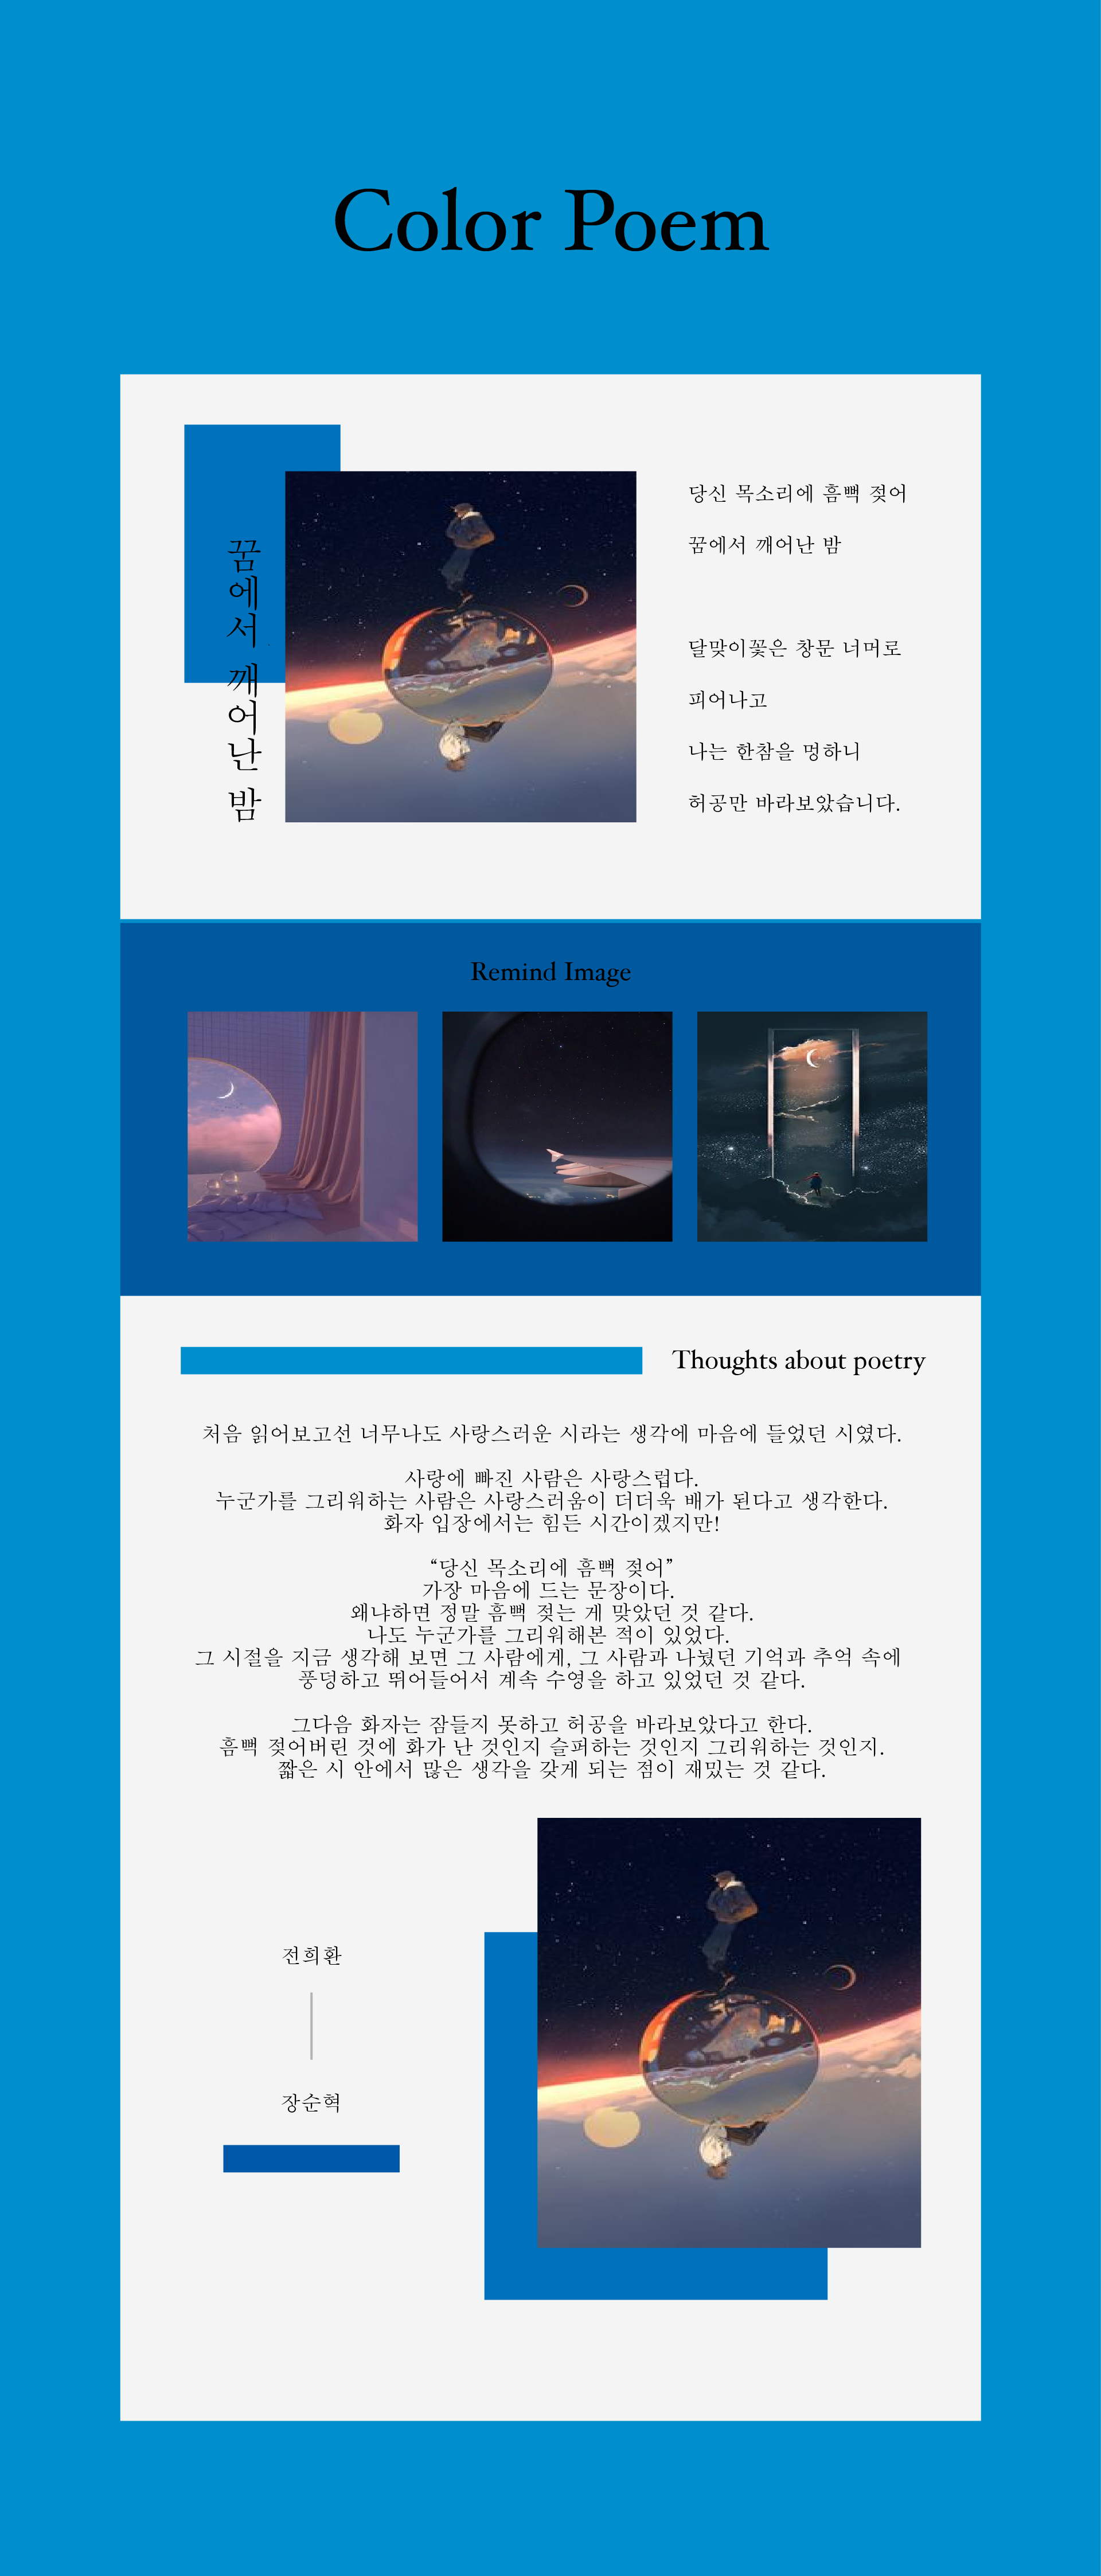 Color Poem
꿈에서 깨어난 밤
당신 목소리에 흠뻑 젖어
꿈에서 깨어난 밤
달맞이꽃은 창문 너머로
피어나고
나는 한참을 멍하니
허공만 바라보았습니다.
Remind Image
Thoughts about poetry
처음 읽어보고선 너무나도 사랑스러운 시라는 생각에 마음에 들었던 시였다.
사랑에 빠진 사람은 사랑스럽다.
누군가를 그리워하는 사람은 사랑스러움이 더더욱 배가 된다고 생각한다.
화자 입장에서는 힘든 시간이겠지만!
“당신 목소리에 흠뻑 젖어”
가장 마음에 드는 문장이다.
왜냐하면 정말 흠뻑 젖는 게 맞았던 것 같다.
나도 누군가를 그리워해본 적이 있었다.
그 시절을 지금 생각해 보면 그 사람에게, 그 사람과 나눴던 기억과 추억 속에
풍덩하고 뛰어들어서 계속 수영을 하고 있었던 것 같다.
그다음 화자는 잠들지 못하고 허공을 바라보았다고 한다.
흠뻑 젖어버린 것에 화가 난 것인지 슬퍼하는 것인지 그리워하는 것인지.
짧은 시 안에서 많은 생각을 갖게 되는 점이 재밌는 것 같다.
전희환
장순혁